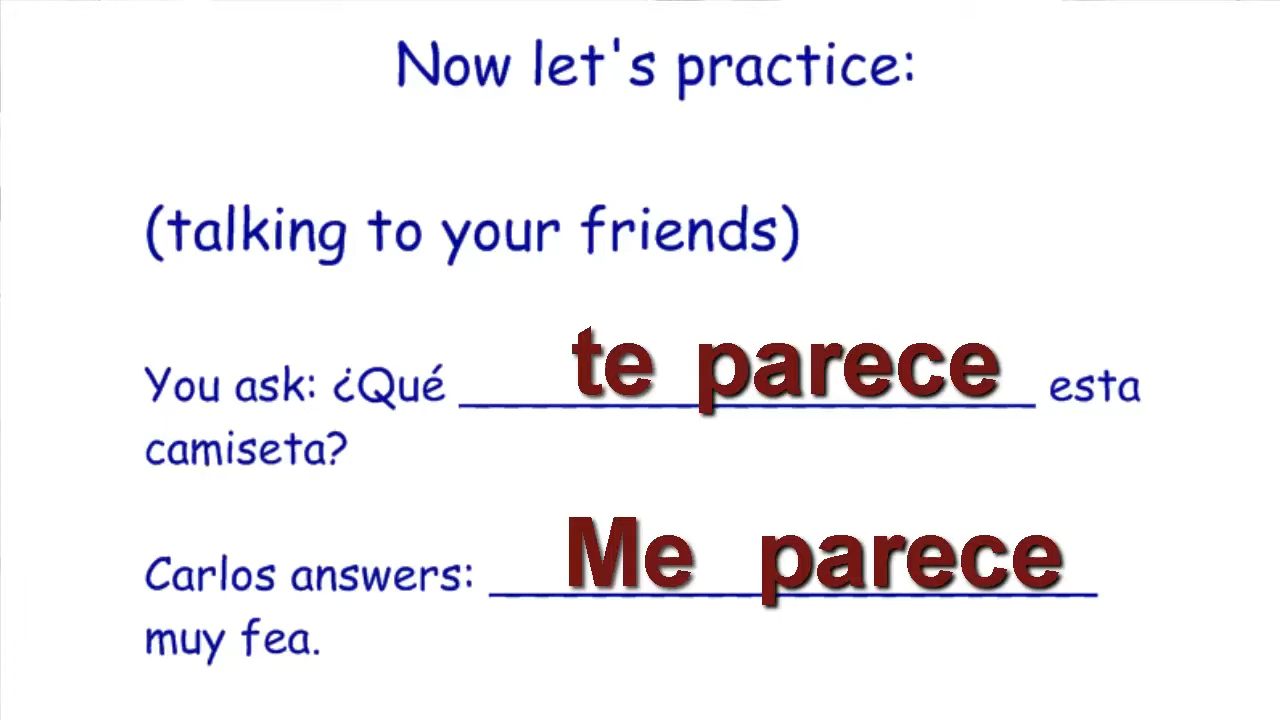 Now let's practice:
(talking to your friends)
You ask: ¿Qué te parece esta
camiseta?
Carlos answers: Me parece
muy fea.